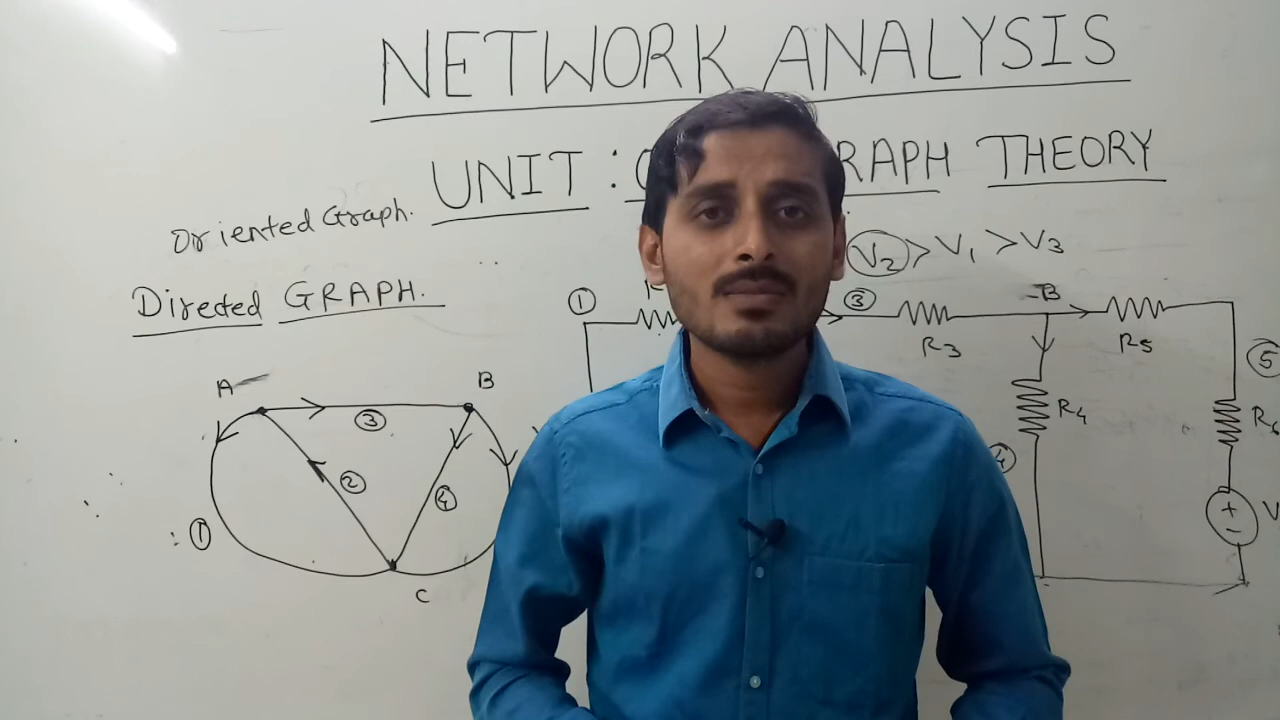 NETWORK ANALYSIS
UNIT : THEORY
Oriented Graph.
V2 > V1 > V3
Directed GRAPH.
① ③ B
R3 R5
⑤
A B
③
R4 R6
② ④ ④
①
+
-
V
C